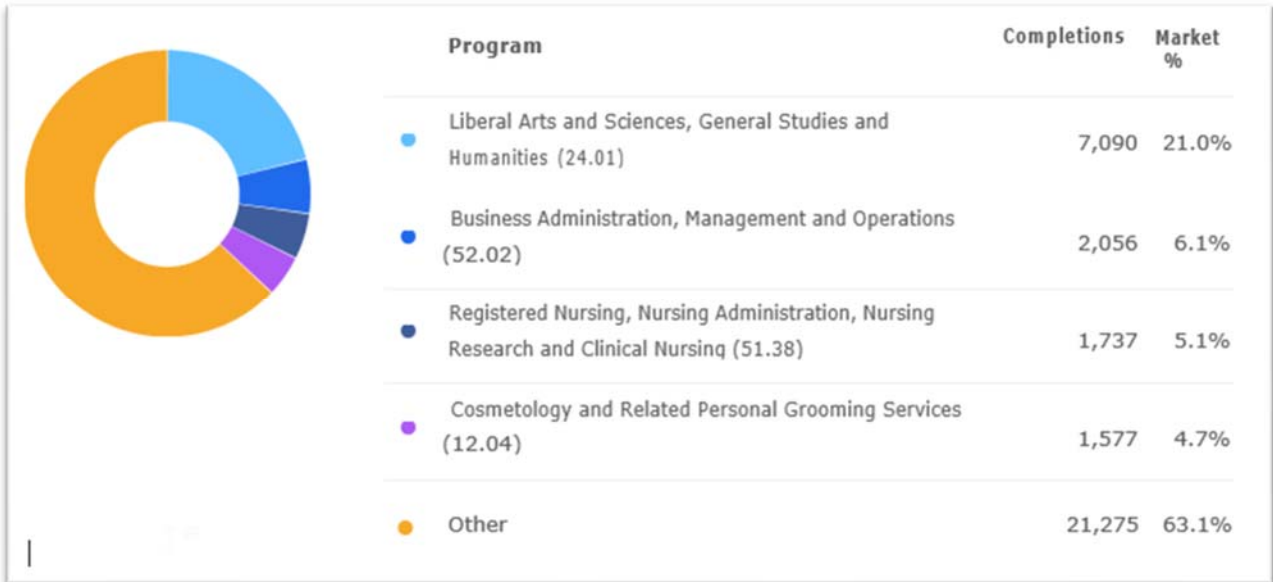 Program Completions Market
%
Liberal Arts and Sciences, General Studies and
Humanities (24.01)
7,090 21.0%
Business Administration, Management and Operations
(52.02)
2,056 6.1%
Registered Nursing, Nursing Administration, Nursing
Research and Clinical Nursing (51.38)
1,737 5.1%
Cosmetology and Related Personal Grooming Services
(12.04)
1,577 4.7%
Other 21,275 63.1%